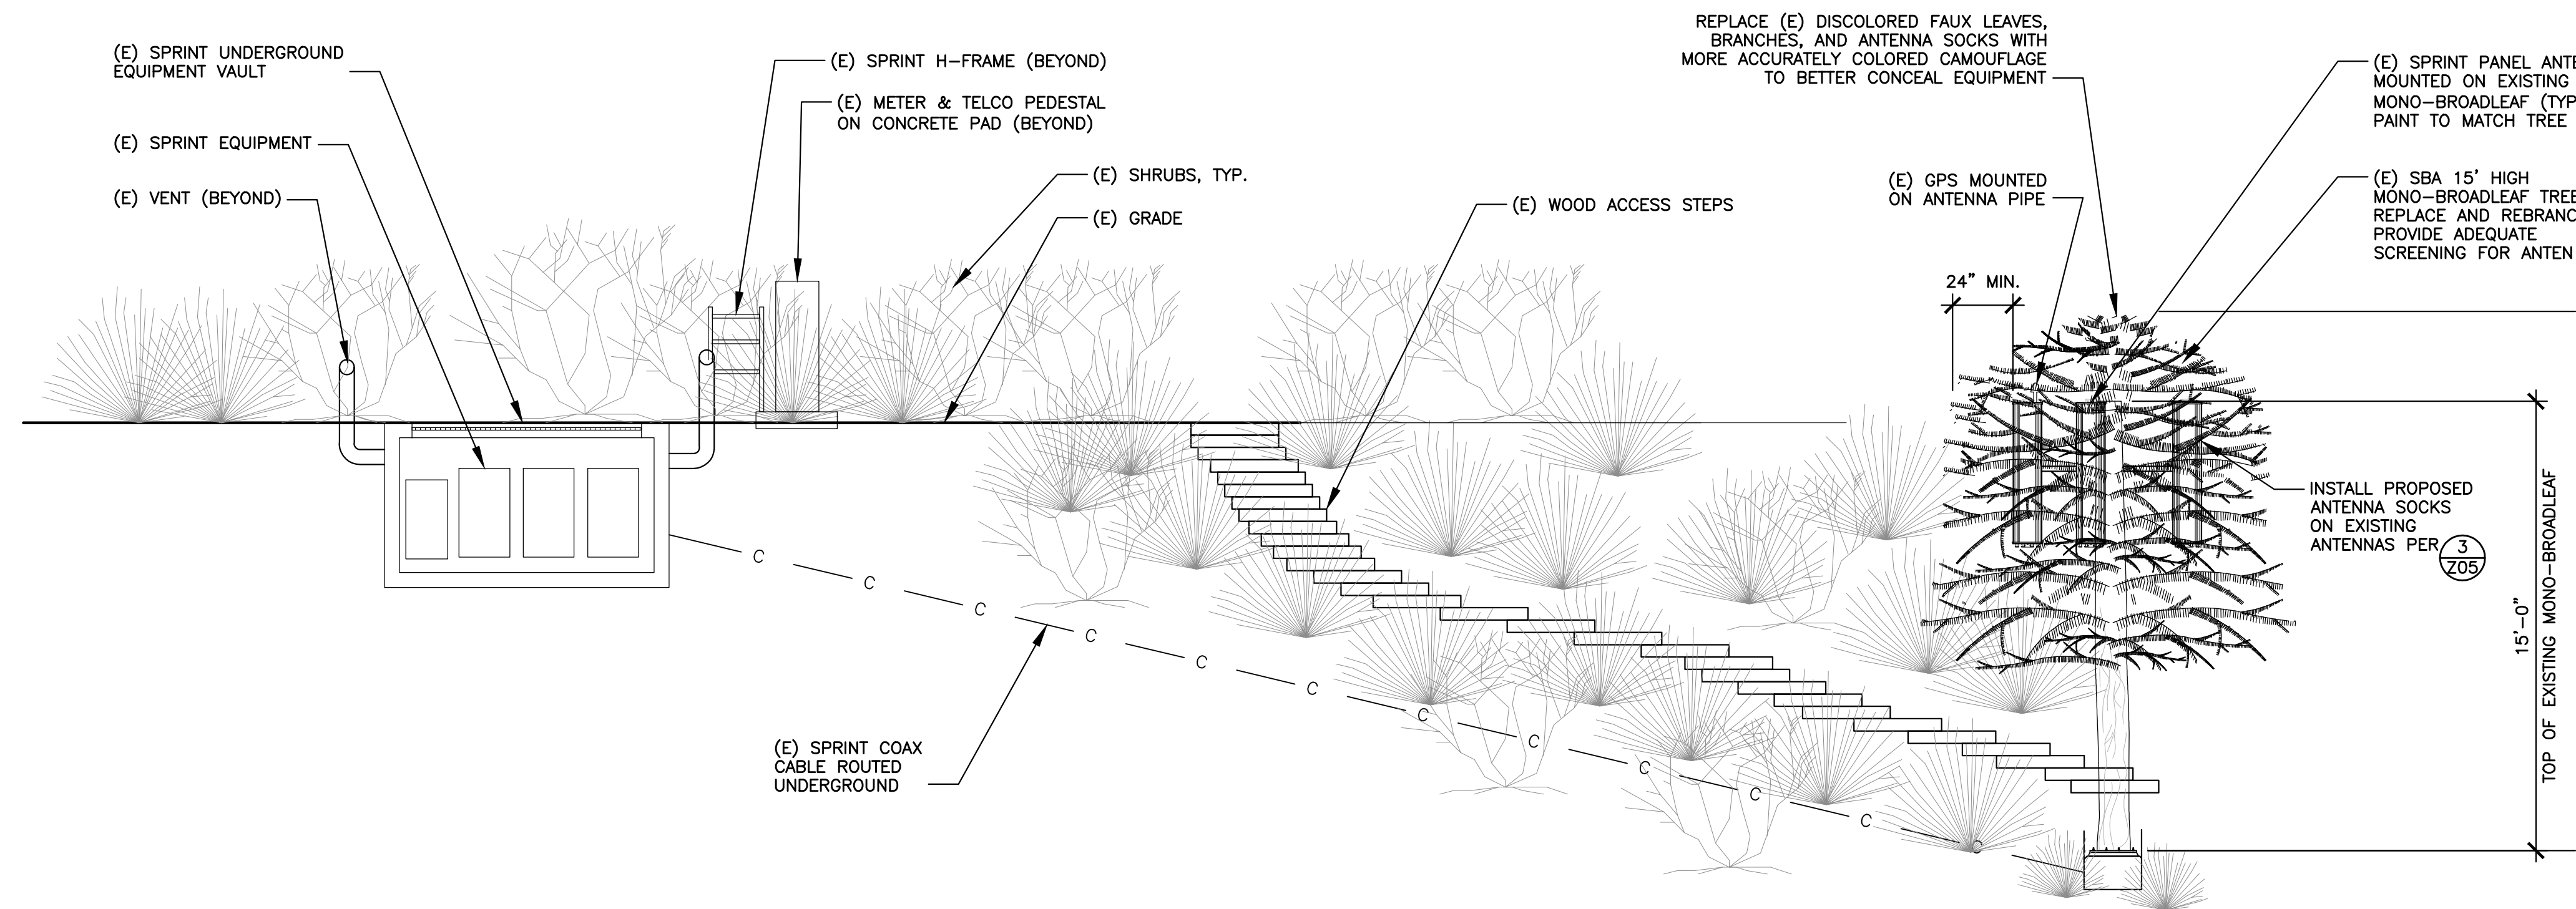 (E) SPRINT UNDERGROUND
EQUIPMENT VAULT
(E) SPRINT EQUIPMENT
(E) VENT (BEYOND)
(E) SPRINT H-FRAME (BEYOND)
(E) METER & TELCO PEDESTAL
ON CONCRETE PAD (BEYOND)
(E) SHRUBS, TYP.
(E) GRADE
(E) WOOD ACCESS STEPS
REPLACE (E) DISCOLORED FAUX LEAVES,
BRANCHES, AND ANTENNA SOCKS WITH
MORE ACCURATELY COLORED CAMOUFLAGE
TO BETTER CONCEAL EQUIPMENT
(E) GPS MOUNTED
ON ANTENNA PIPE
24" MIN.
(E) SPRINT PANEL ANTE
MOUNTED ON EXISTING
MONO-BROADLEAF (TYP
PAINT TO MATCH TREE
(E) SBA 15' HIGH
MONO-BROADLEAF TREE
REPLACE AND REBRANC
PROVIDE ADEQUATE
SCREENING FOR ANTEN
INSTALL PROPOSED
ANTENNA SOCKS
ON EXISTING
ANTENNAS PER
3
Z05
15'-0"
TOP OF EXISTING MONO-BROADLEAF
(E) SPRINT COAX
CABLE ROUTED
UNDERGROUND
C
C
C
C
C
C
C
C
C
C
C
C